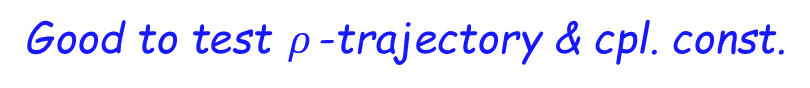 Good to test ρ-trajectory & cpl. const.